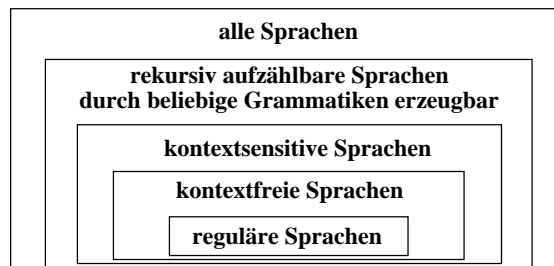 alle Sprachen
rekursiv aufzählbare Sprachen
durch beliebige Grammatiken erzeugbar
kontextsensitive Sprachen
kontextfreie Sprachen
reguläre Sprachen